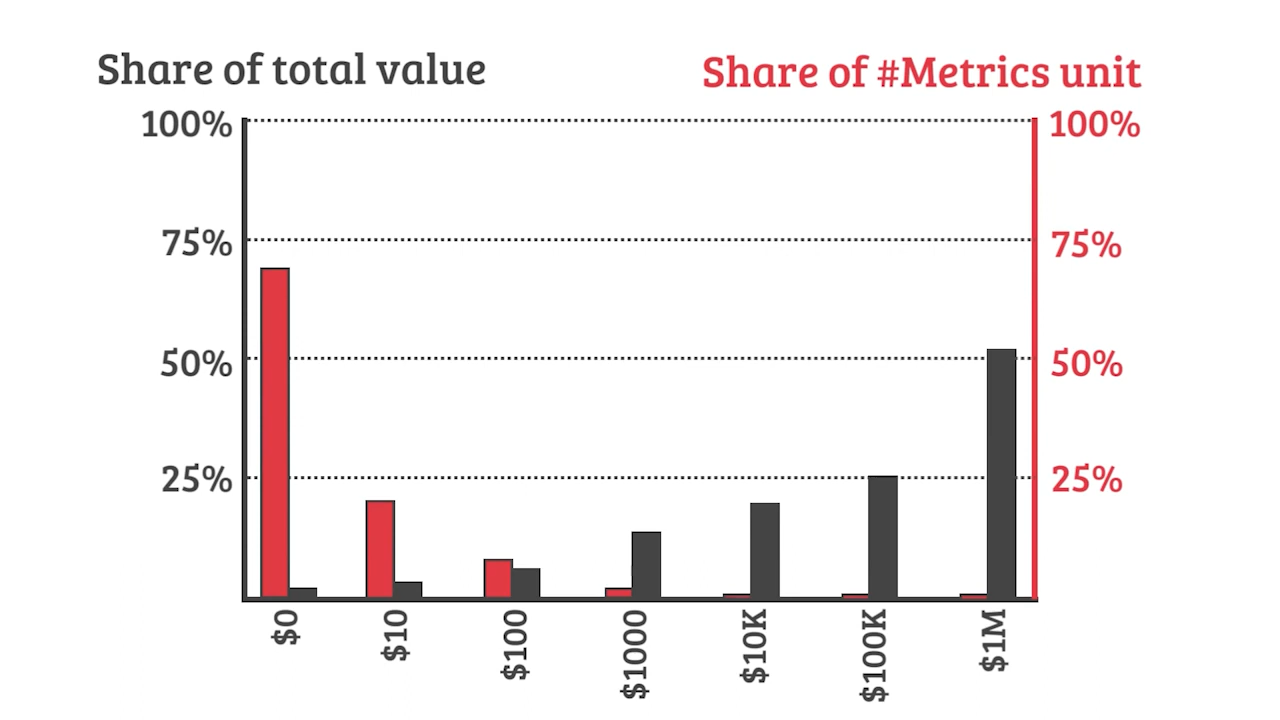 Share of total value
Share of #Metrics unit
100%
100%
75%
75%
50%
50%
25%
25%
$0
$10
$100
$1000
$10K
$100K
$1M